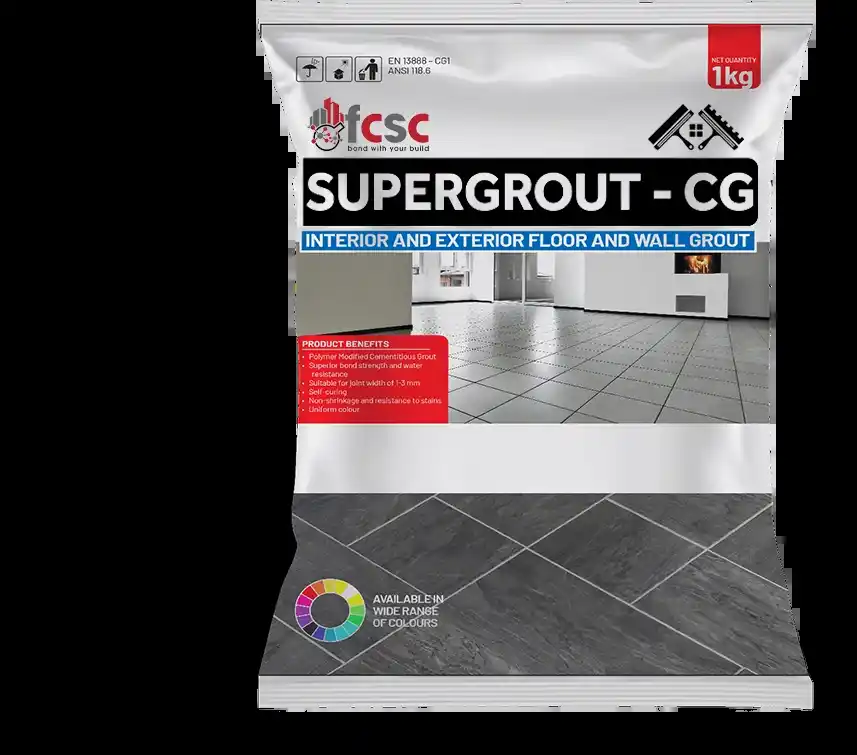 EN 13888 - CG1
ANSI 118.6
NET QUANTITY
1kg
fcsc
bond with your build
SUPERGROUT - CG
INTERIOR AND EXTERIOR FLOOR AND WALL GROUT
PRODUCT BENEFITS
• Polymer Modified Cementitious Grout
• Superior bond strength and water
resistance
• Suitable for joint width of 1-3 mm
• Self-curing
• Non-shrinkage and resistance to stains
• Uniform colour
AVAILABLE IN
WIDE RANGE
OF COLOURS